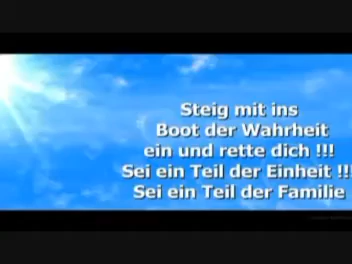 Steig mit ins
Boot der Wahrheit
ein und rette dich !!!
Sei ein Teil der Einheit !!!
Sei ein Teil der Familie